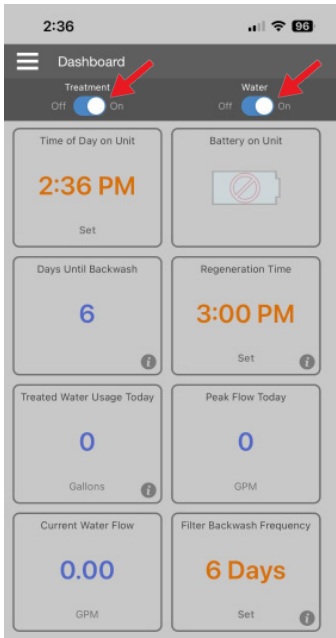 2:36
96
Dashboard
Treatment
Water
Off On
Off On
Time of Day on Unit
Battery on Unit
2:36 PM
Set
Days Until Backwash
Regeneration Time
6
3:00 PM
Set
i
i
Treated Water Usage Today
Peak Flow Today
0
0
Gallons
GPM
i
Current Water Flow
Filter Backwash Frequency
0.00
6 Days
GPM
Set
i